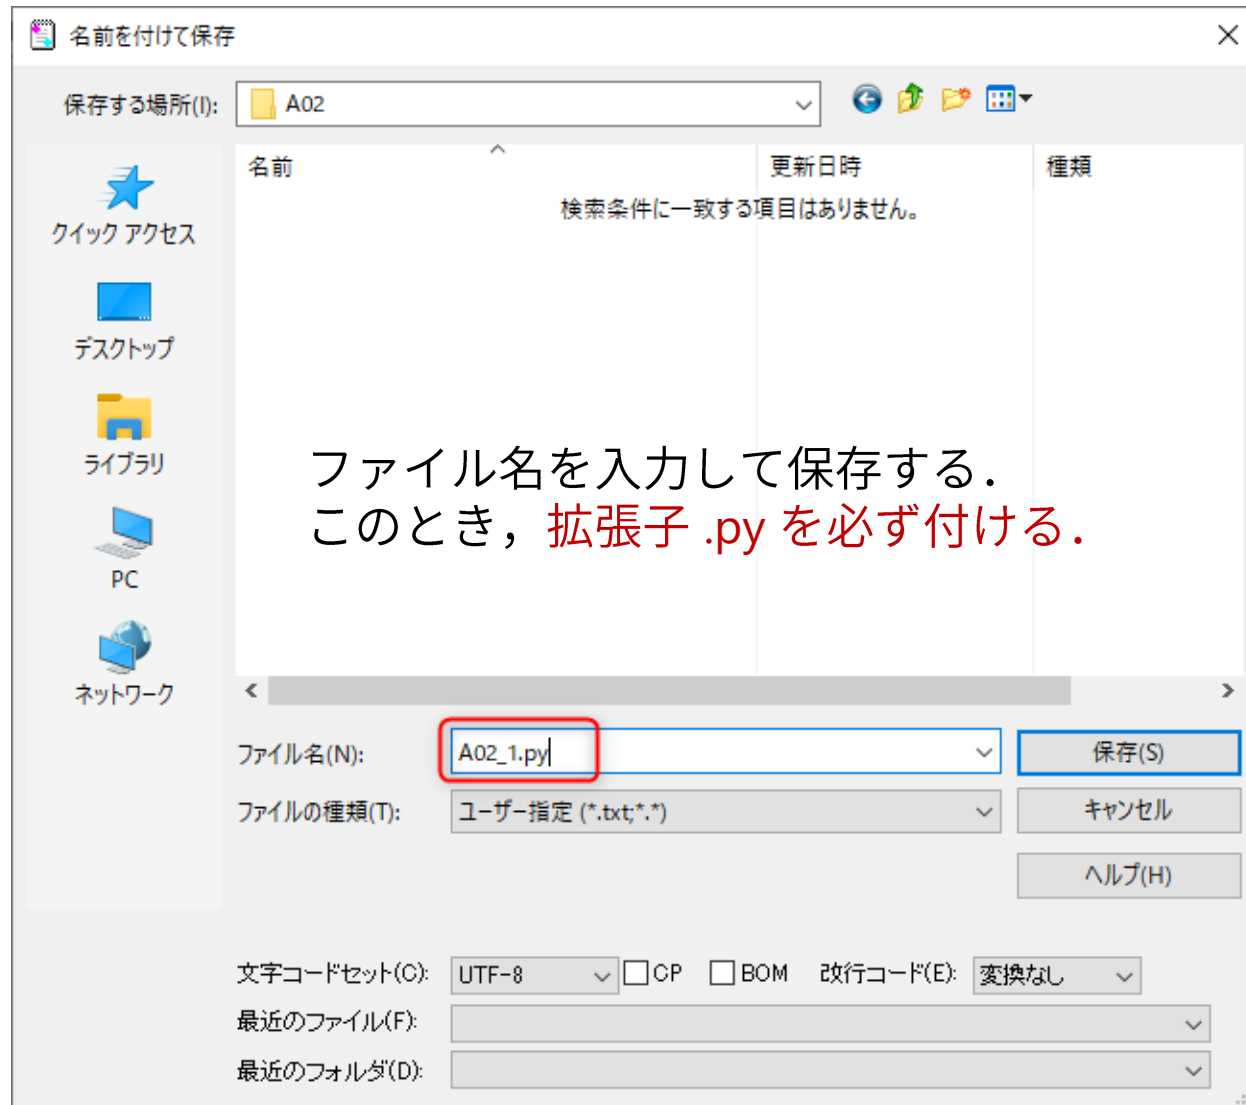 名前を付けて保存
保存する場所(I): A02
名前 更新日時 種類
検索条件に一致する項目はありません。
クイック アクセス
デスクトップ
ライブラリ
PC
ネットワーク
ファイル名を入力して保存する．
このとき，拡張子 .py を必ず付ける．
ファイル名(N): A02_1.py 保存(S)
ファイルの種類(T): ユーザー指定 (*.txt;*.*) キャンセル
ヘルプ(H)
文字コードセット(C): UTF-8 CP BOM 改行コード(E): 変換なし
最近のファイル(F):
最近のフォルダ(D):